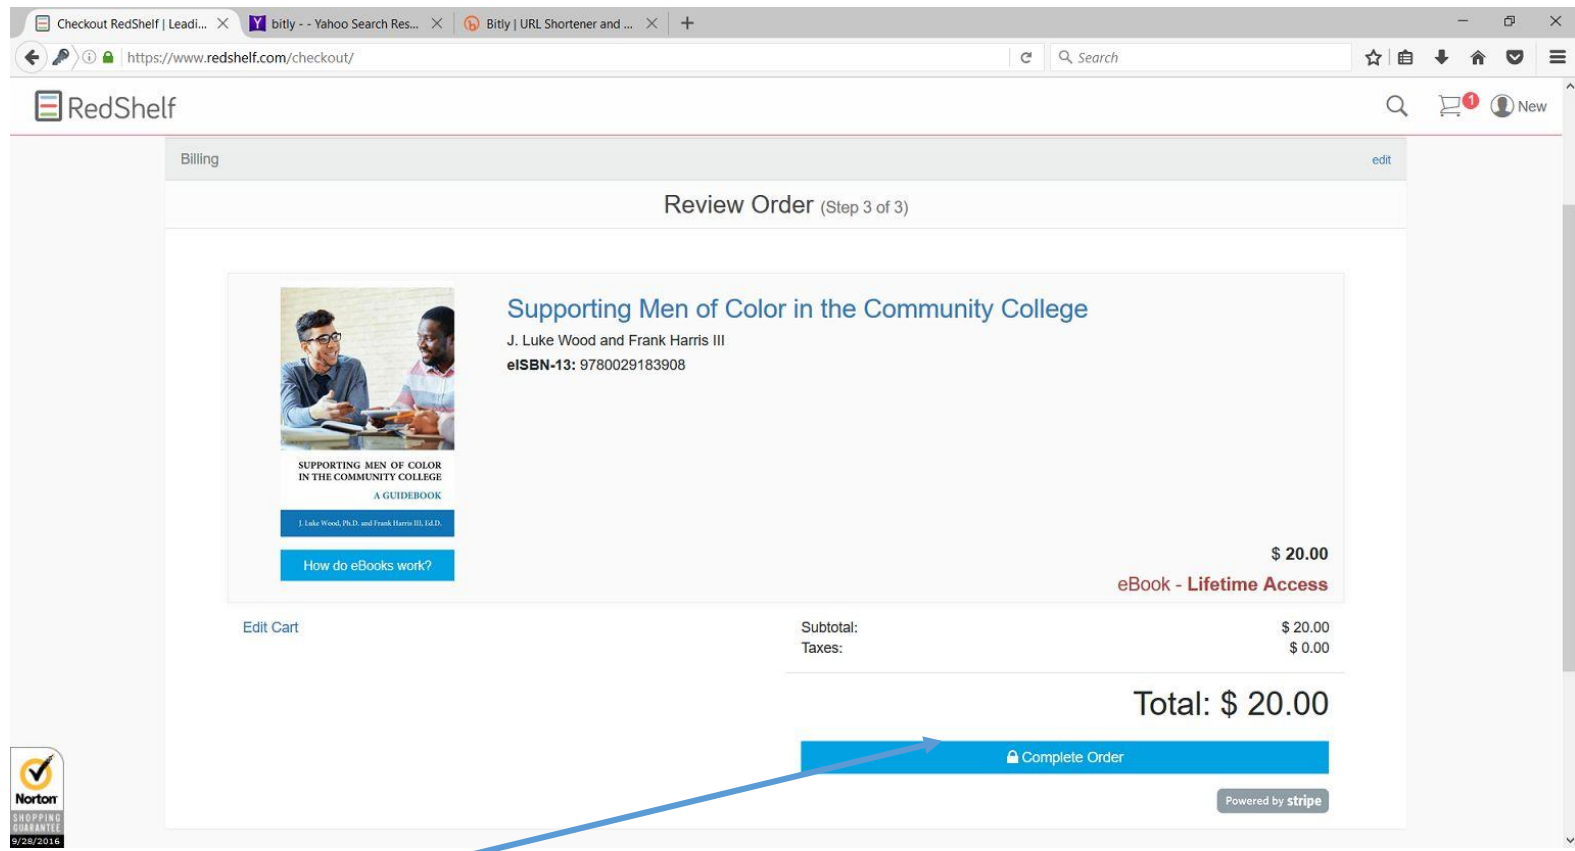 Checkout RedShelf | Leadi...
bitly - - Yahoo Search Res...
Bitly | URL Shortener and ...
https://www.redshelf.com/checkout/
Search
RedShelf
1
New
Billing
edit
Review Order (Step 3 of 3)
Supporting Men of Color in the Community College
J. Luke Wood and Frank Harris III
eISBN-13: 9780029183908
SUPPORTING MEN OF COLOR
IN THE COMMUNITY COLLEGE
A GUIDEBOOK
J. Luke Wood, Ph.D. and Frank Harris III, Ed.D.
How do eBooks work?
$ 20.00
eBook - Lifetime Access
Edit Cart
Subtotal: $ 20.00
Taxes: $ 0.00
Total: $ 20.00
Complete Order
Powered by stripe
Norton
SHOPPING
GUARANTEE
9/28/2016